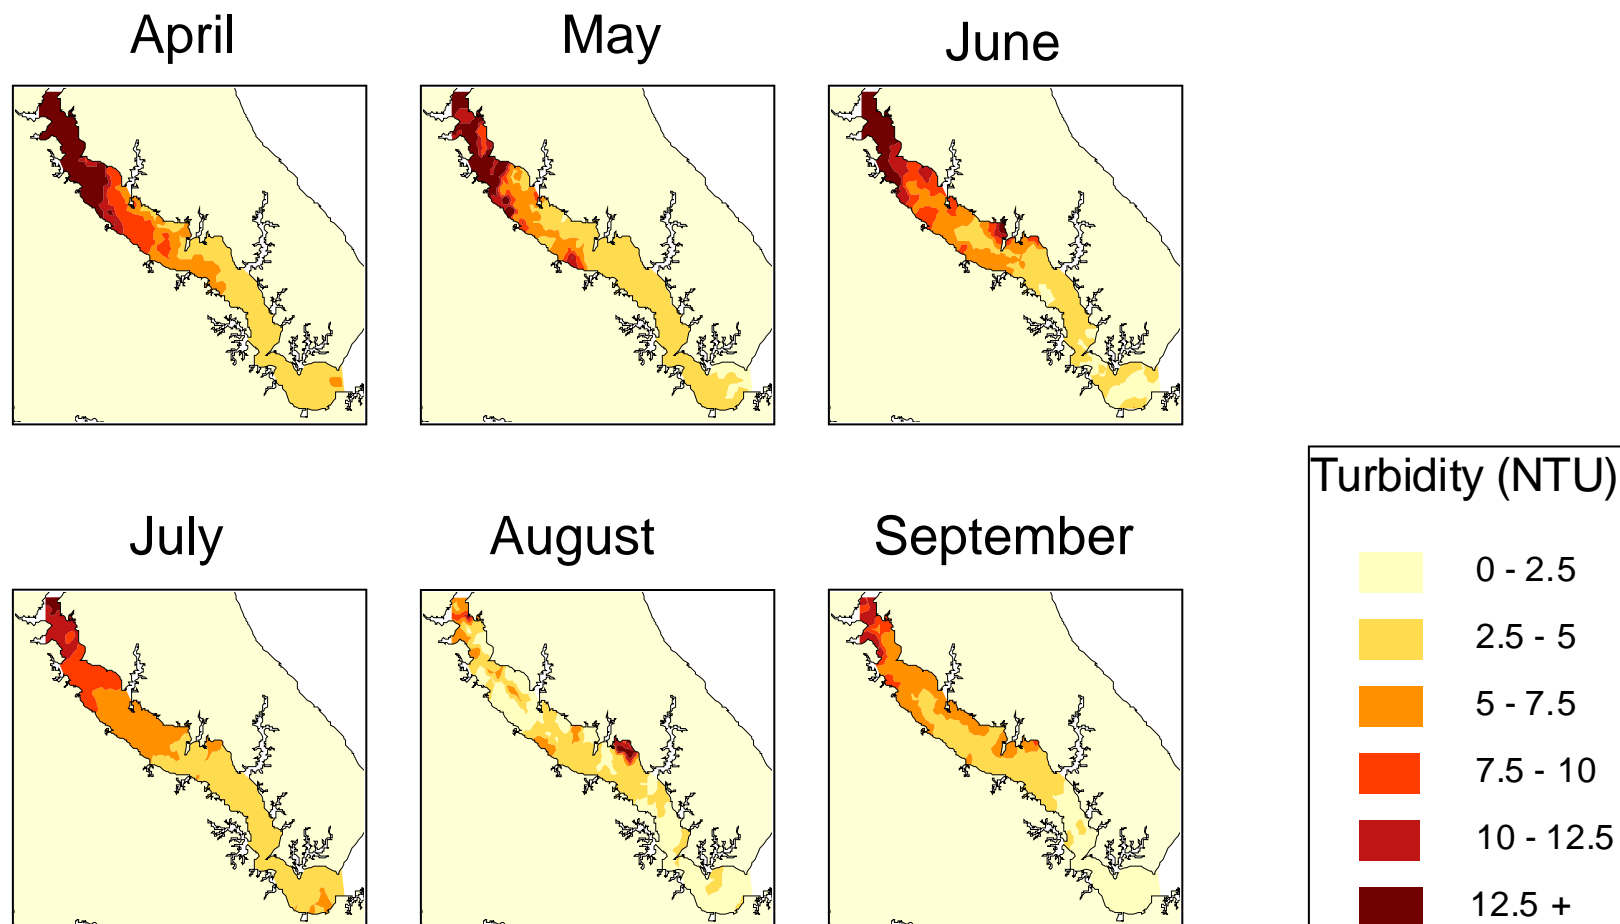 April
May
June
July
August
September
Turbidity (NTU)
0 - 2.5
2.5 - 5
5 - 7.5
7.5 - 10
10 - 12.5
12.5 +